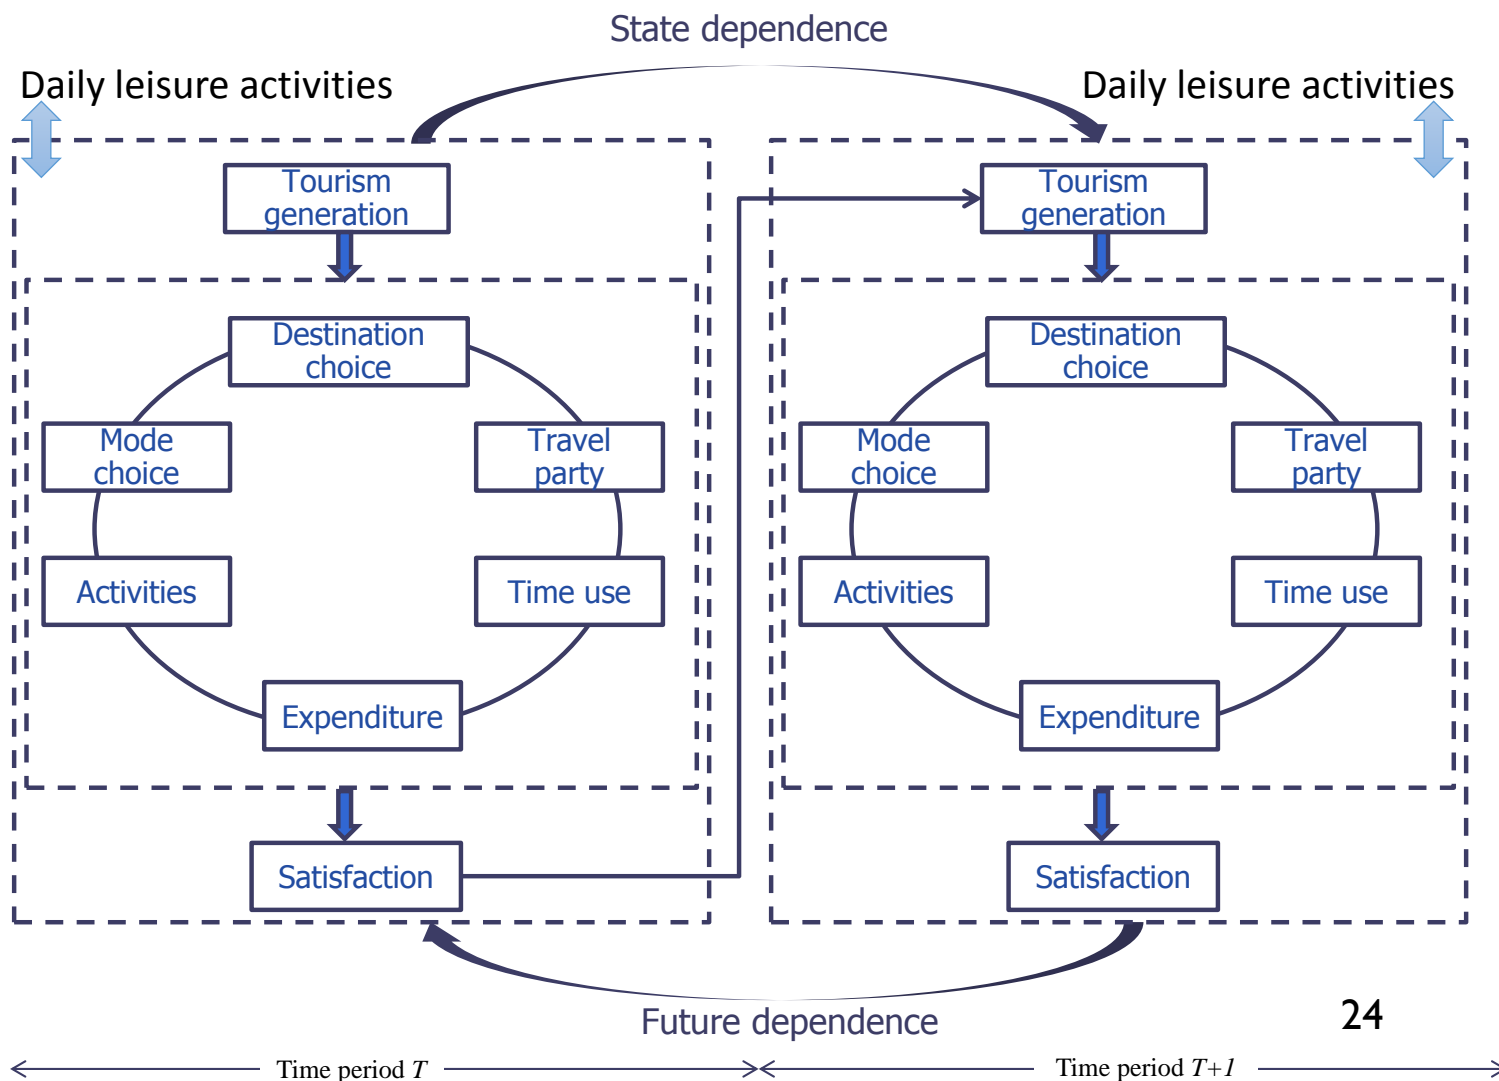 State dependence
Daily leisure activities
Daily leisure activities
Tourism
generation
Tourism
generation
Destination
choice
Destination
choice
Mode
choice
Travel
party
Mode
choice
Travel
party
Activities
Time use
Activities
Time use
Expenditure
Expenditure
Satisfaction
Satisfaction
Future dependence
24
Time period T
Time period T+1